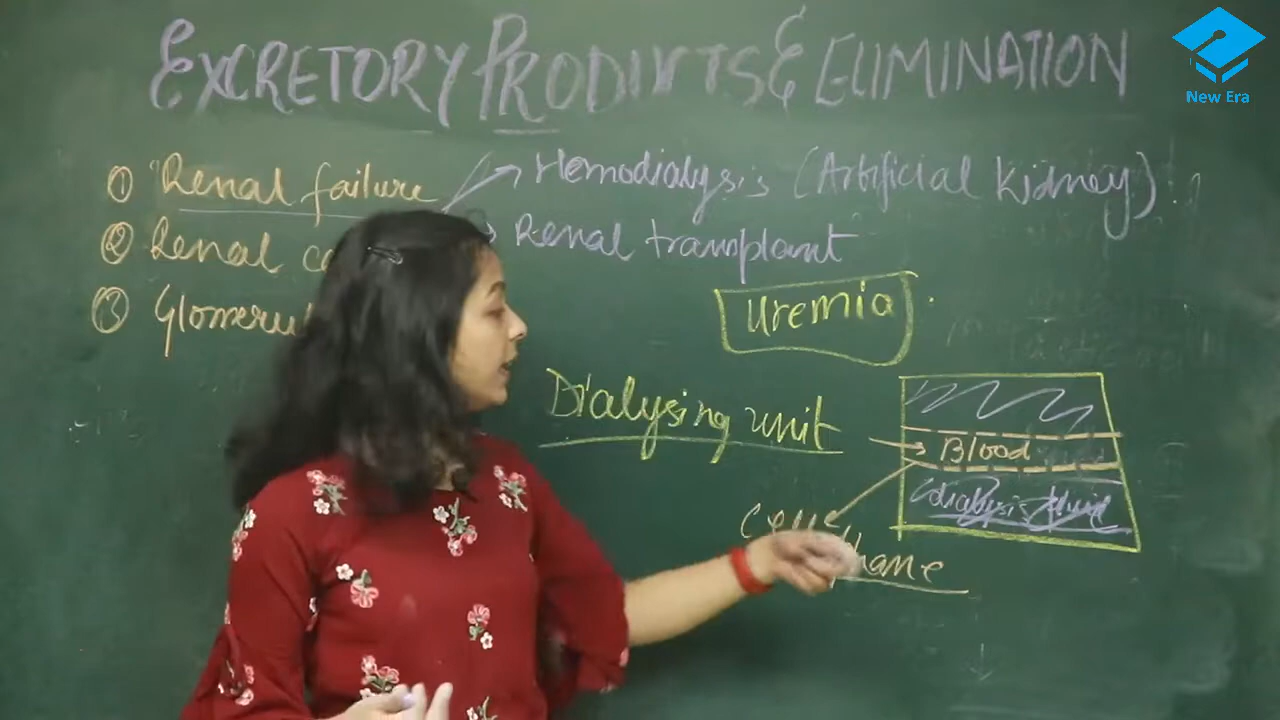 EXCRETORY PRODUCTS & ELIMINATION
New Era
① Renal failure → Hemodialysis (Artificial Kidney)
② Renal → Renal transplant
③
Uremia
Dialysing unit
Blood
dialysis fluid